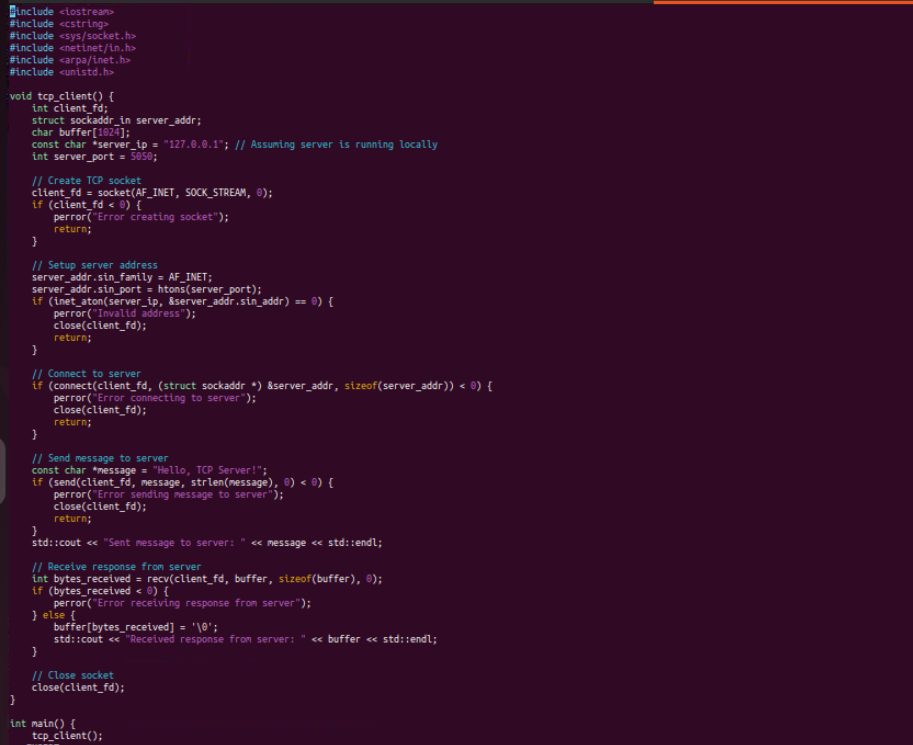 #include <iostream>
#include <cstring>
#include <sys/socket.h>
#include <netinet/in.h>
#include <arpa/inet.h>
#include <unistd.h>

void tcp_client() {
    int client_fd;
    struct sockaddr_in server_addr;
    char buffer[1024];
    const char *server_ip = "127.0.0.1"; // Assuming server is running locally
    int server_port = 5050;

    // Create TCP socket
    client_fd = socket(AF_INET, SOCK_STREAM, 0);
    if (client_fd < 0) {
        perror("Error creating socket");
        return;
    }

    // Setup server address
    server_addr.sin_family = AF_INET;
    server_addr.sin_port = htons(server_port);
    if (inet_aton(server_ip, &server_addr.sin_addr) == 0) {
        perror("Invalid address");
        close(client_fd);
        return;
    }

    // Connect to server
    if (connect(client_fd, (struct sockaddr *) &server_addr, sizeof(server_addr)) < 0) {
        perror("Error connecting to server");
        close(client_fd);
        return;
    }

    // Send message to server
    const char *message = "Hello, TCP Server!";
    if (send(client_fd, message, strlen(message), 0) < 0) {
        perror("Error sending message to server");
        close(client_fd);
        return;
    }
    std::cout << "Sent message to server: " << message << std::endl;

    // Receive response from server
    int bytes_received = recv(client_fd, buffer, sizeof(buffer), 0);
    if (bytes_received < 0) {
        perror("Error receiving response from server");
    } else {
        buffer[bytes_received] = '\0';
        std::cout << "Received response from server: " << buffer << std::endl;
    }

    // Close socket
    close(client_fd);
}

int main() {
    tcp_client();